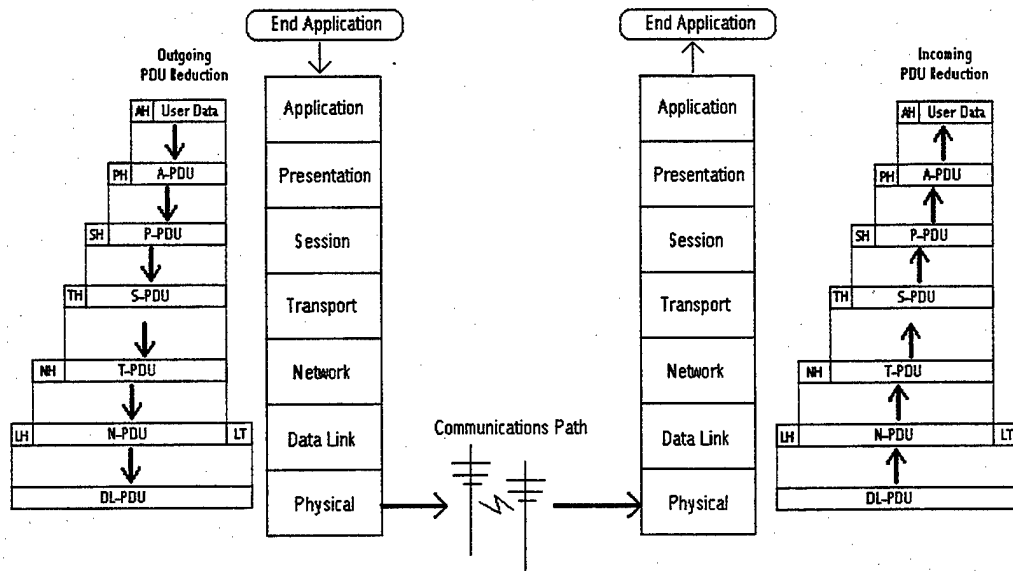 End Application
End Application
Outgoing
PDU Reduction
Incoming
PDU Reduction
AH User Data
PH A-PDU
SH P-PDU
TH S-PDU
NH T-PDU
LH N-PDU LT
DL-PDU
Application
Presentation
Session
Transport
Network
Data Link
Physical
Communications Path
Application
Presentation
Session
Transport
Network
Data Link
Physical
AH User Data
PH A-PDU
SH P-PDU
TH S-PDU
NH T-PDU
LH N-PDU LT
DL-PDU